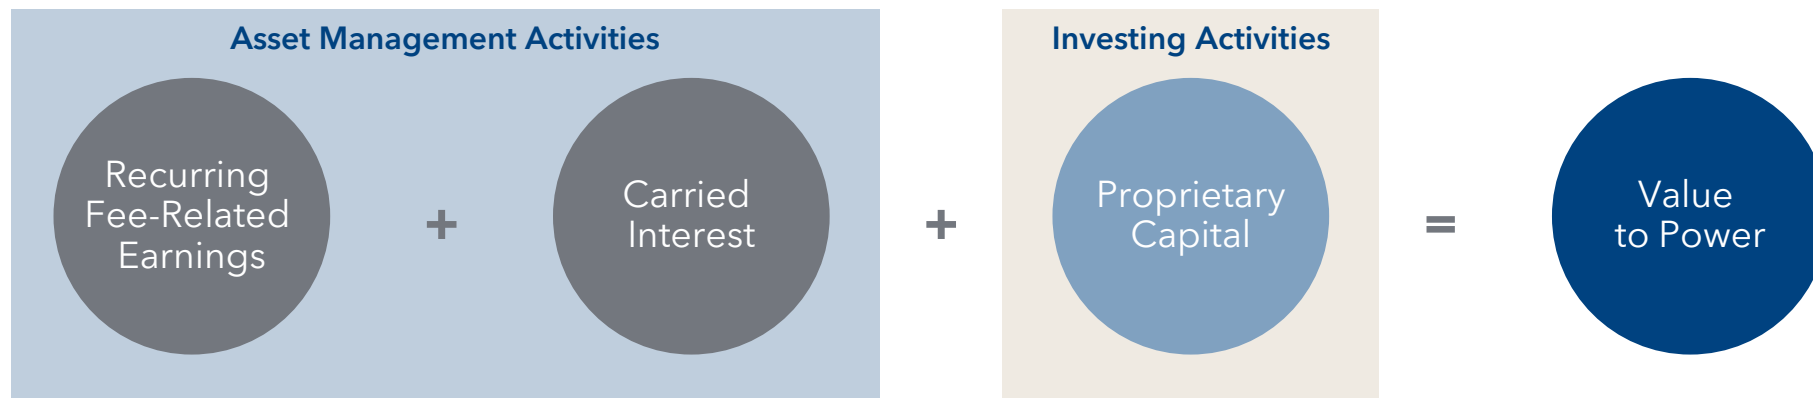 Asset Management Activities
Investing Activities
Recurring
Fee-Related
Earnings
+
Carried
Interest
+
Proprietary
Capital
=
Value
to Power